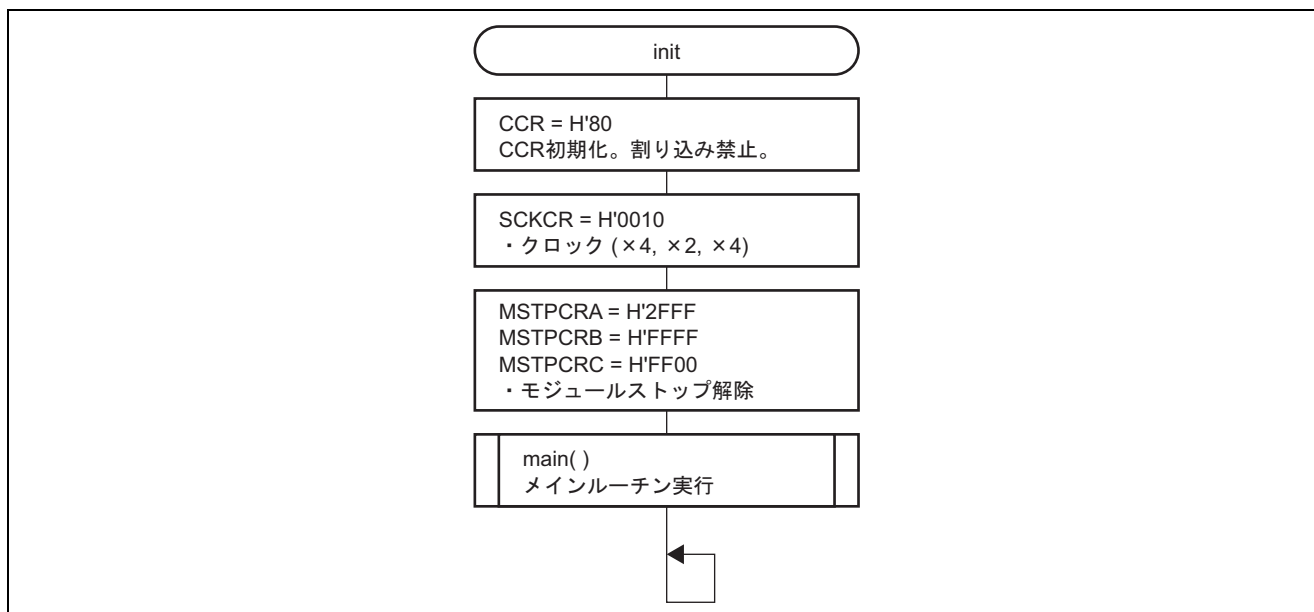 init
CCR = H'80
CCR初期化。割り込み禁止。
SCKCR = H'0010
・クロック (×4, ×2, ×4)
MSTPCRA = H'2FFF
MSTPCRB = H'FFFF
MSTPCRC = H'FF00
・モジュールストップ解除
main( )
メインルーチン実行